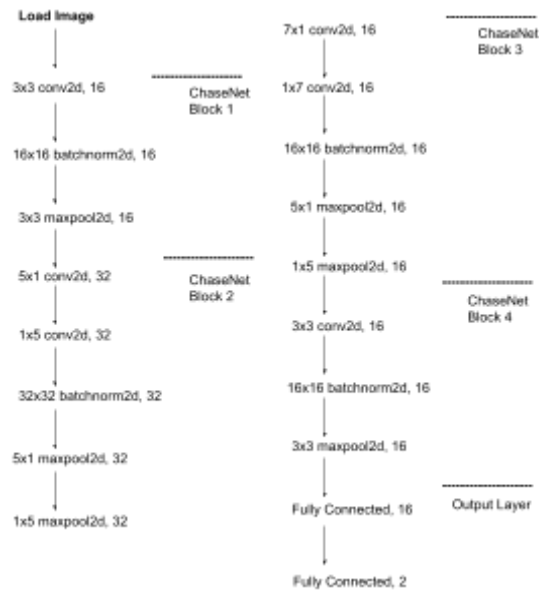 Load Image
3x3 conv2d, 16
ChaseNet
Block 1
16x16 batchnorm2d, 16
3x3 maxpool2d, 16
5x1 conv2d, 32
ChaseNet
Block 2
1x5 conv2d, 32
32x32 batchnorm2d, 32
5x1 maxpool2d, 32
1x5 maxpool2d, 32
7x1 conv2d, 16
ChaseNet
Block 3
1x7 conv2d, 16
16x16 batchnorm2d, 16
5x1 maxpool2d, 16
1x5 maxpool2d, 16
ChaseNet
Block 4
3x3 conv2d, 16
16x16 batchnorm2d, 16
3x3 maxpool2d, 16
Fully Connected, 16
Output Layer
Fully Connected, 2